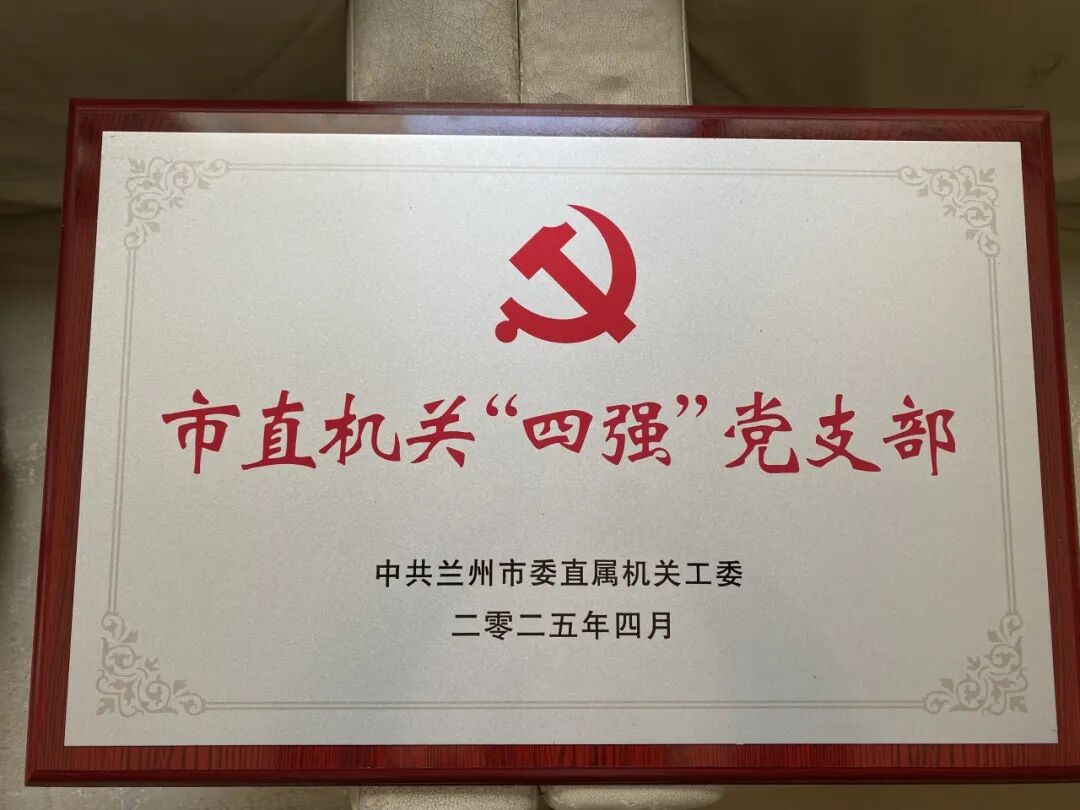 市直机关“四强”党支部
中共兰州市委直属机关工委
二零二五年四月